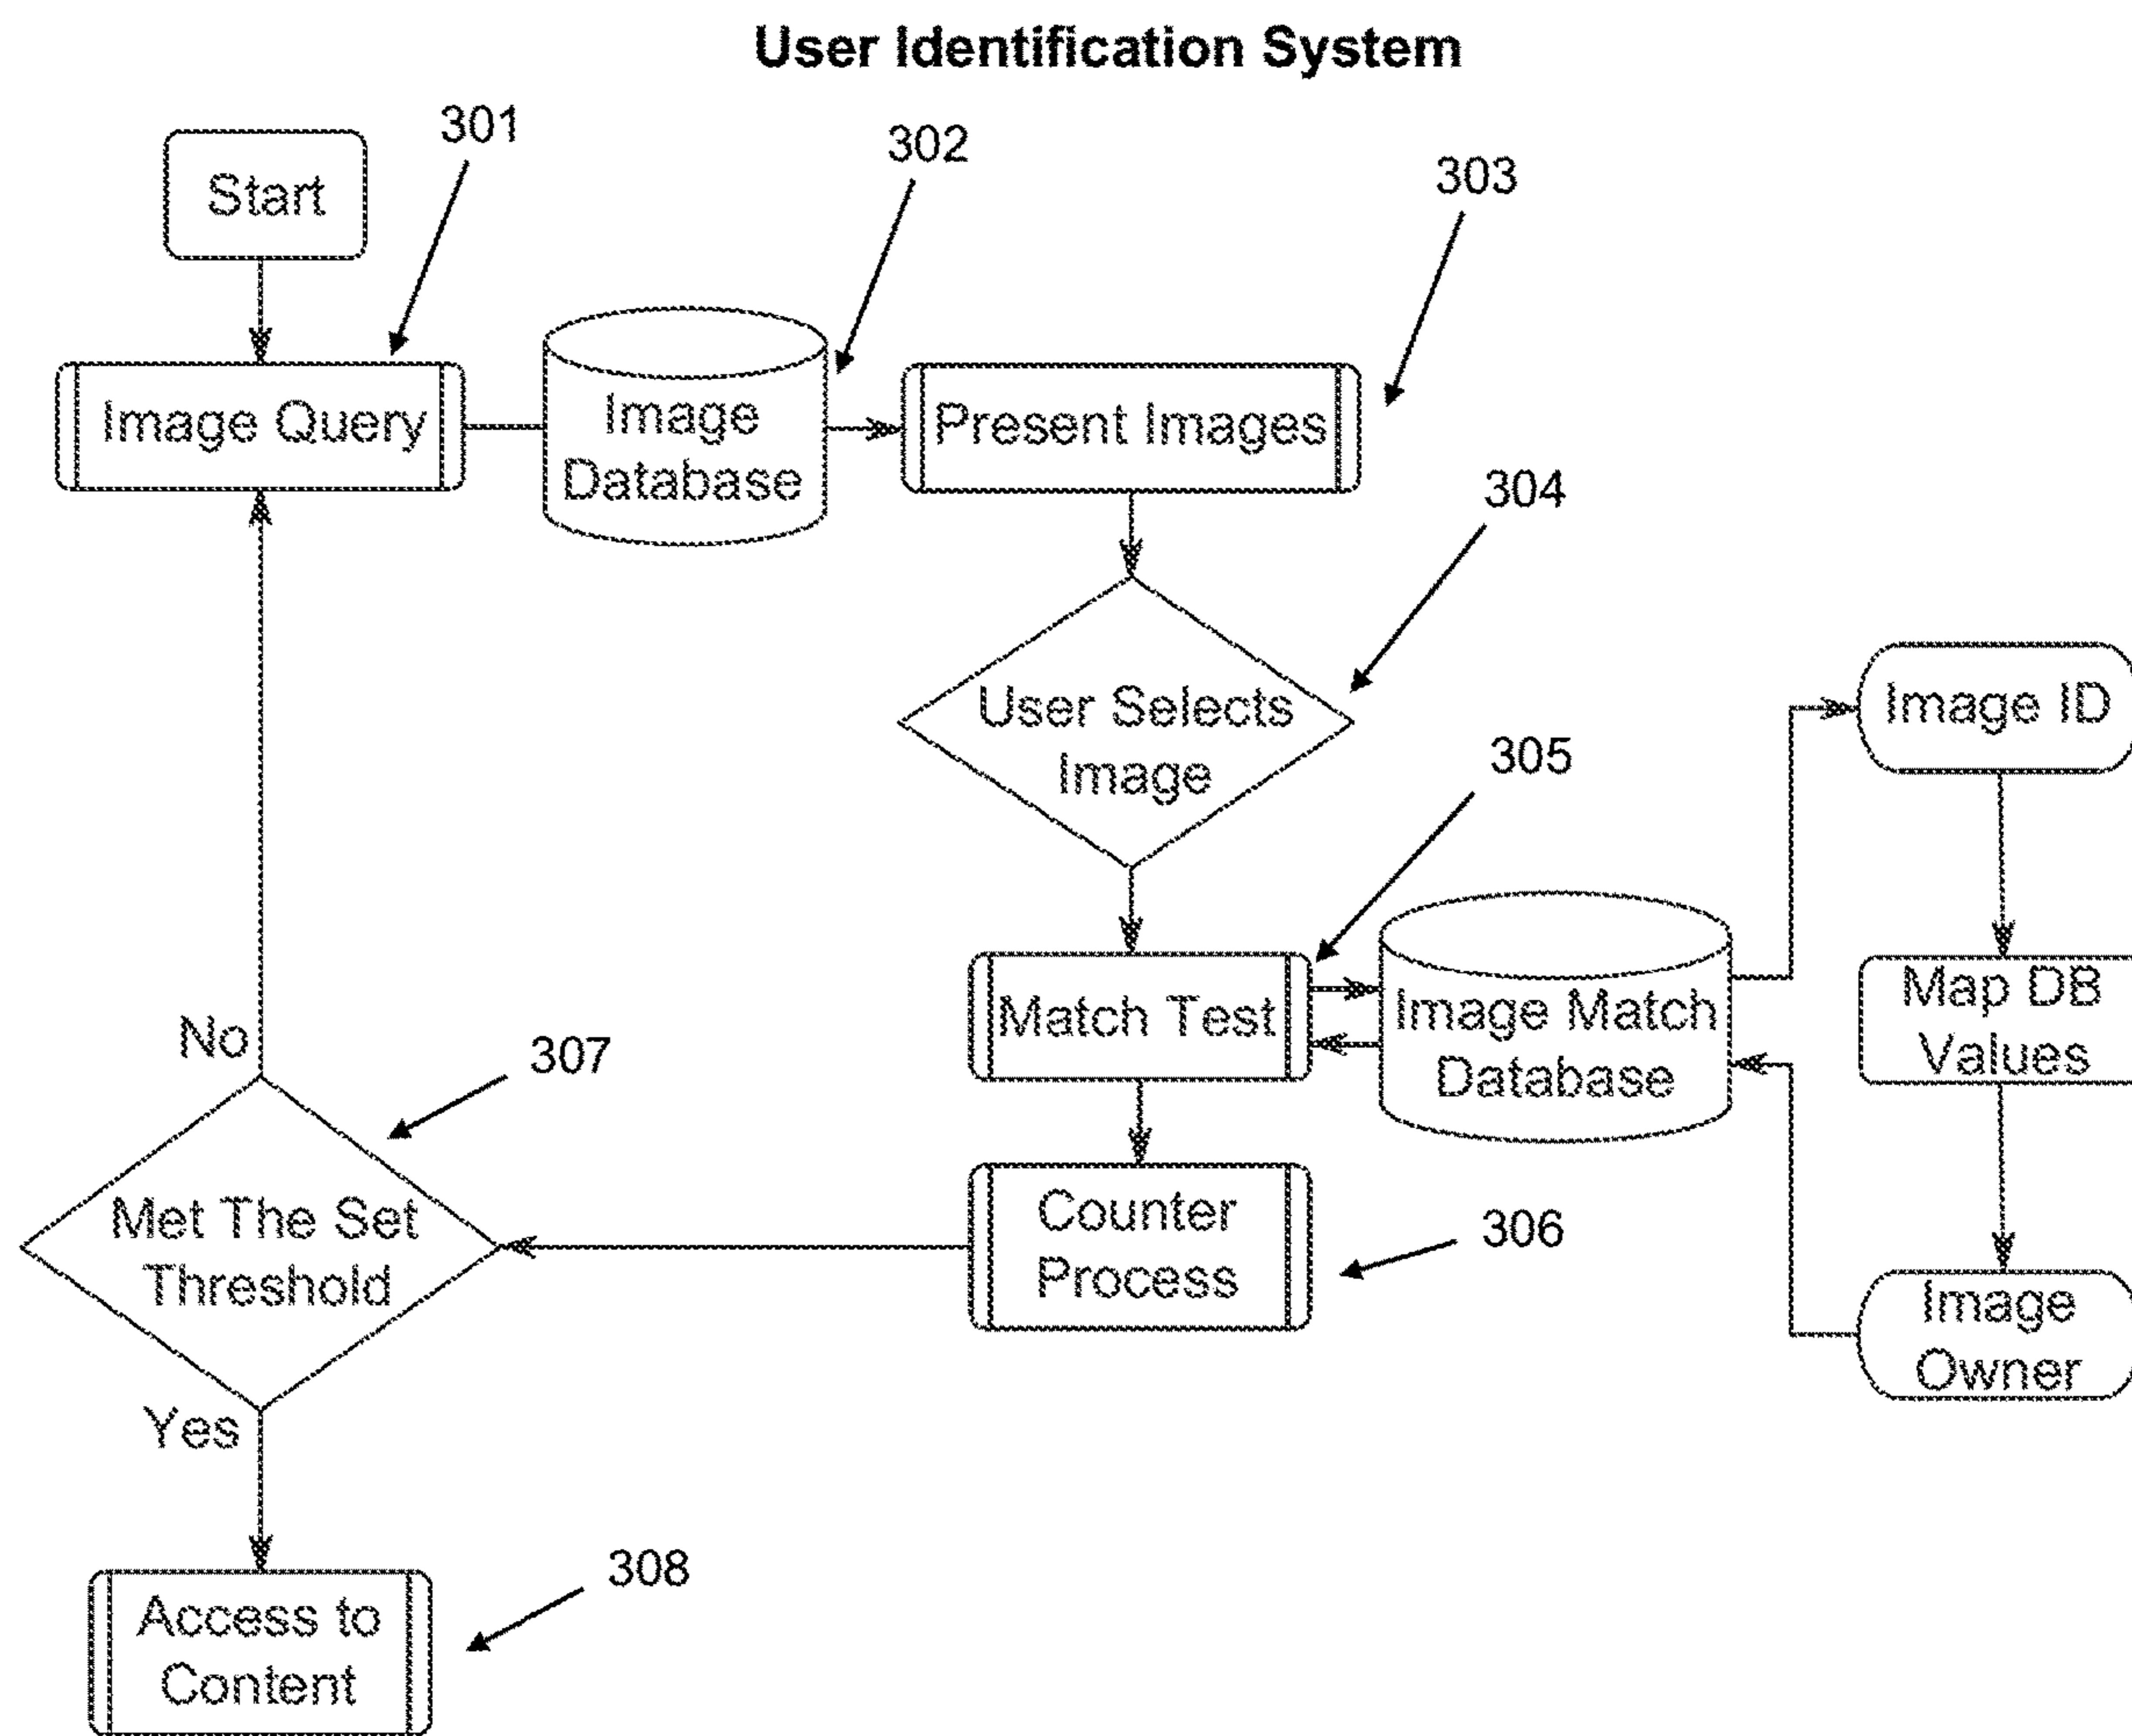 User Identification System
301
302
303
Start
Image Query
Image
Database
Present Images
304
User Selects
Image
305
Image ID
Match Test
Image Match
Database
Map DB
Values
No
307
Met The Set
Threshold
Counter
Process
306
Image
Owner
Yes
308
Access to
Content